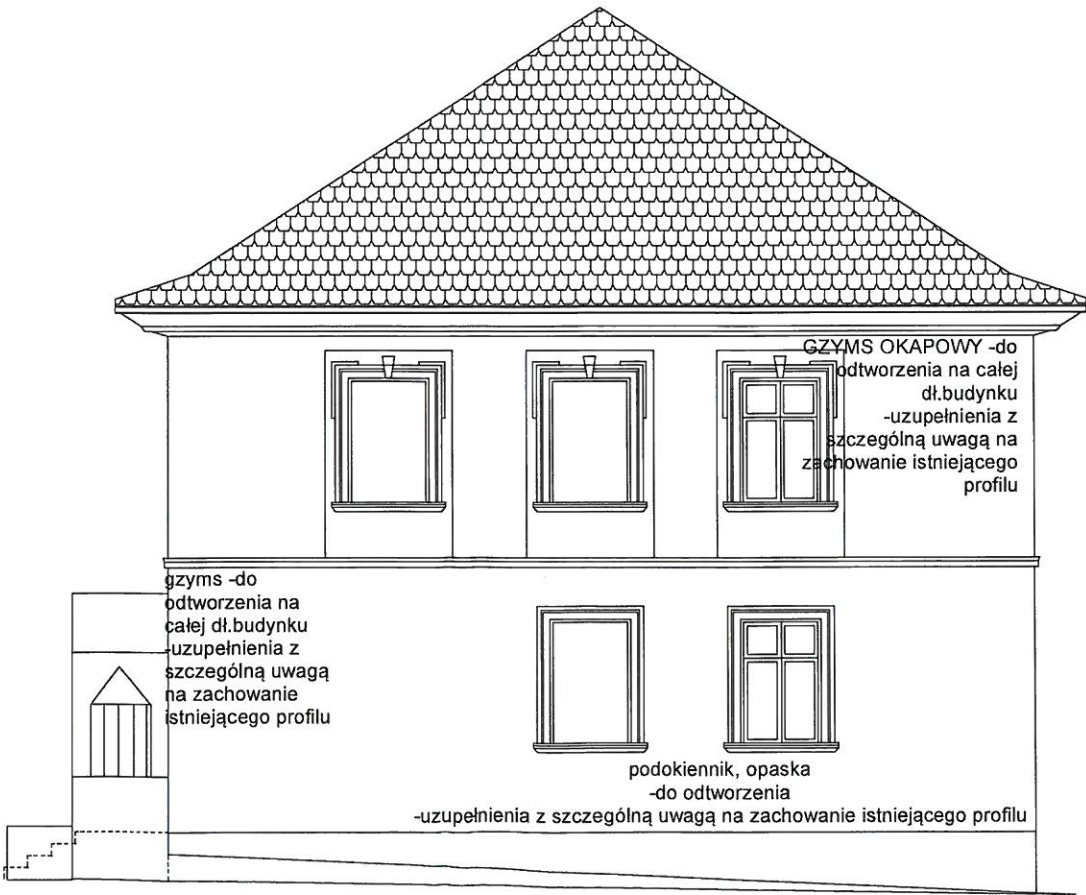 GZYMS OKAPOWY -do
odtworzenia na całej
dł.budynku
-uzupełnienia z
szczególną uwagą na
zachowanie istniejącego
profilu
gzyms -do
odtworzenia na
całej dł.budynku
-uzupełnienia z
szczególną uwagą
na zachowanie
istniejącego profilu
podokiennik, opaska
-do odtworzenia
-uzupełnienia z szczególną uwagą na zachowanie istniejącego profilu